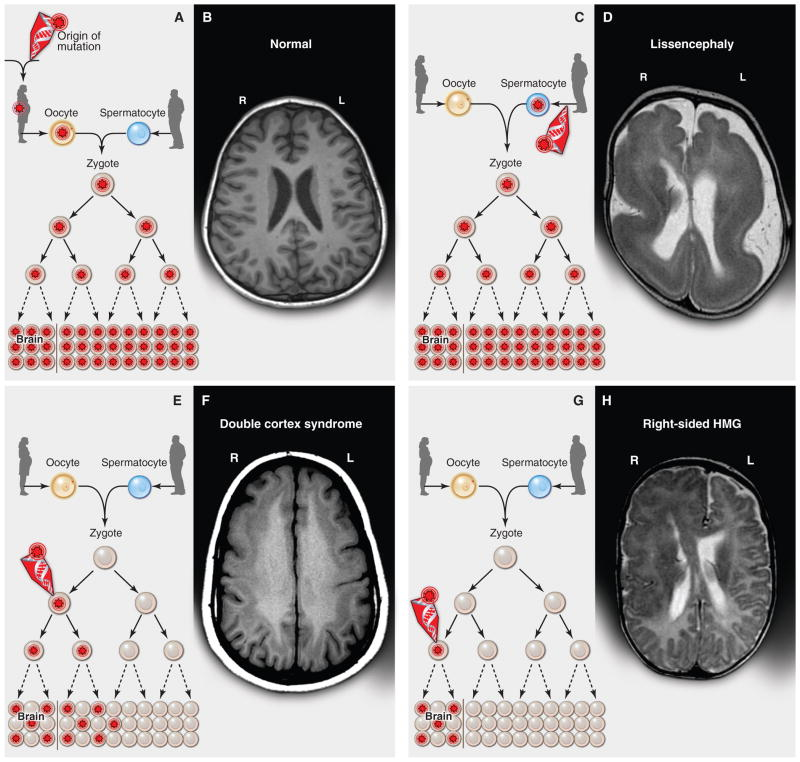 A
Origin of
mutation
Oocyte
Spermatocyte
Zygote
Brain
B
Normal
R
L
C
Oocyte
Spermatocyte
Zygote
Brain
D
Lissencephaly
R
L
E
Oocyte
Spermatocyte
Zygote
Brain
F
Double cortex syndrome
R
L
G
Oocyte
Spermatocyte
Zygote
Brain
H
Right-sided HMG
R
L